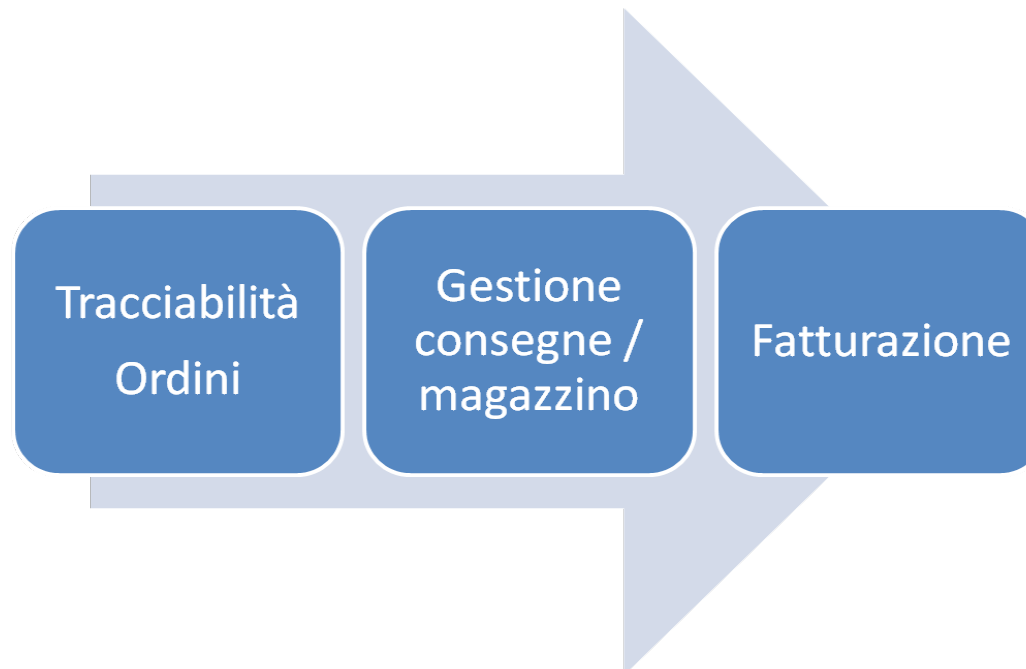 Tracciabilità
Ordini
Gestione
consegne /
magazzino
Fatturazione